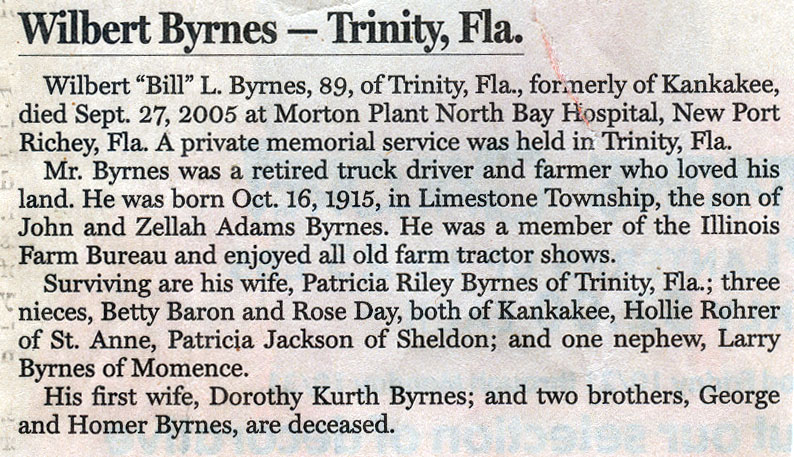 Wilbert Byrnes — Trinity, Fla.
Wilbert “Bill” L. Byrnes, 89, of Trinity, Fla., formerly of Kankakee,
died Sept. 27, 2005 at Morton Plant North Bay Hospital, New Port
Richey, Fla. A private memorial service was held in Trinity, Fla.
Mr. Byrnes was a retired truck driver and farmer who loved his
land. He was born Oct. 16, 1915, in Limestone Township, the son of
John and Zellah Adams Byrnes. He was a member of the Illinois
Farm Bureau and enjoyed all old farm tractor shows.
Surviving are his wife, Patricia Riley Byrnes of Trinity, Fla.; three
nieces, Betty Baron and Rose Day, both of Kankakee, Hollie Rohrer
of St. Anne, Patricia Jackson of Sheldon; and one nephew, Larry
Byrnes of Momence.
His first wife, Dorothy Kurth Byrnes; and two brothers, George
and Homer Byrnes, are deceased.